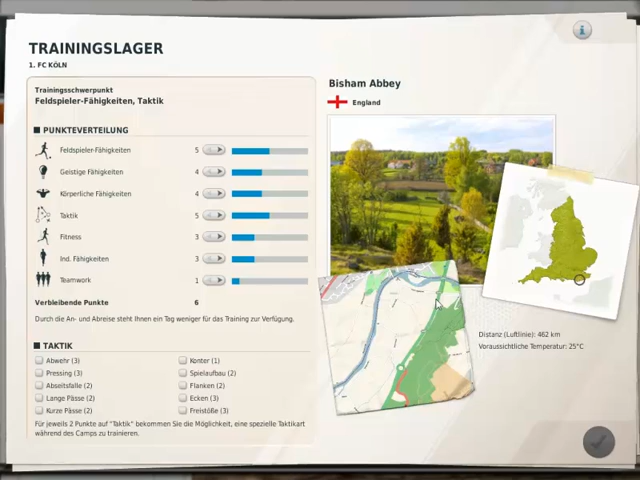 TRAININGSLAGER
1. FC KÖLN
Trainingsschwerpunkt
Feldspieler-Fähigkeiten, Taktik
PUNKTEVERTEILUNG
Feldspieler-Fähigkeiten 5
Geistige Fähigkeiten 4
Körperliche Fähigkeiten 4
Taktik 5
Fitness 3
Ind. Fähigkeiten 3
Teamwork 1
Verbleibende Punkte 6
Durch die An- und Abreise steht Ihnen ein Tag weniger für das Training zur Verfügung.
TAKTIK
Abwehr (3) Konter (1)
Pressing (3) Spielaufbau (2)
Abseitsfalle (2) Flanken (2)
Lange Pässe (2) Ecken (3)
Kurze Pässe (2) Freistöße (3)
Für jeweils 2 Punkte auf "Taktik" bekommen Sie die Möglichkeit, eine spezielle Taktikart
während des Camps zu trainieren.
Bisham Abbey
England
Distanz (Luftlinie): 462 km
Voraussichtliche Temperatur: 25°C